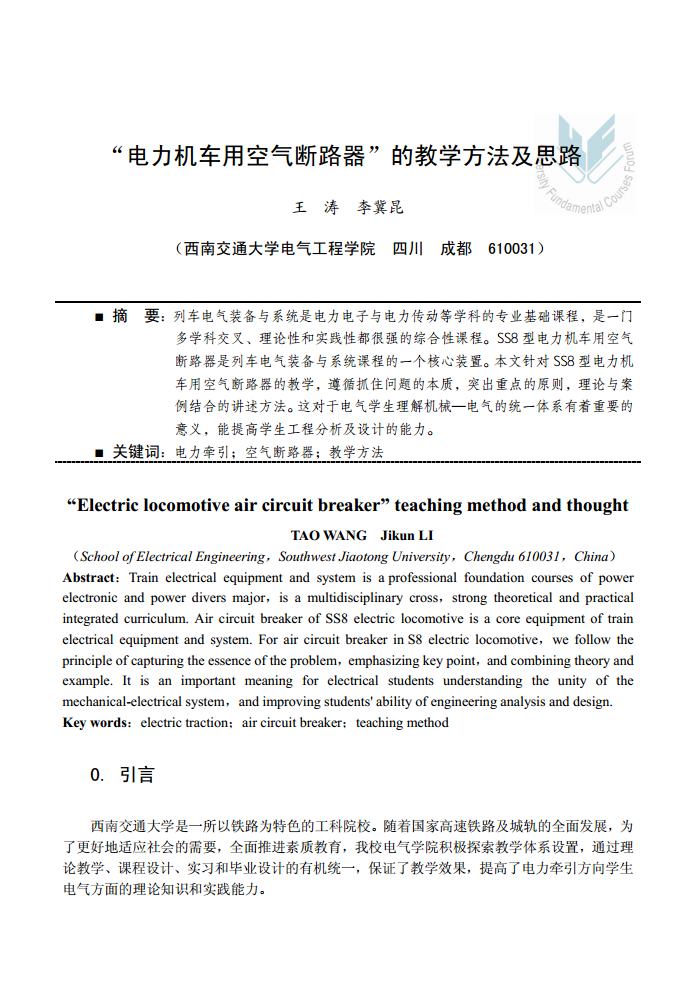 “电力机车用空气断路器”的教学方法及思路
ersity Fundamental Courses Forum
王　涛　李冀昆
（西南交通大学电气工程学院　四川　成都　610031）
■ 摘　要：列车电气装备与系统是电力电子与电力传动等学科的专业基础课程，是一门
多学科交叉、理论性和实践性都很强的综合性课程。SS8 型电力机车用空气
断路器是列车电气装备与系统课程的一个核心装置。本文针对 SS8 型电力机
车用空气断路器的教学，遵循抓住问题的本质，突出重点的原则，理论与案
例结合的讲述方法。这对于电气学生理解机械—电气的统一体系有着重要的
意义，能提高学生工程分析及设计的能力。
■ 关键词：电力牵引；空气断路器；教学方法
“Electric locomotive air circuit breaker” teaching method and thought
TAO WANG　Jikun LI
（School of Electrical Engineering，Southwest Jiaotong University，Chengdu 610031，China）
Abstract：Train electrical equipment and system is a professional foundation courses of power
electronic and power divers major，is a multidisciplinary cross，strong theoretical and practical
integrated curriculum. Air circuit breaker of SS8 electric locomotive is a core equipment of train
electrical equipment and system. For air circuit breaker in S8 electric locomotive，we follow the
principle of capturing the essence of the problem，emphasizing key point，and combining theory and
example. It is an important meaning for electrical students understanding the unity of the
mechanical-electrical system，and improving students' ability of engineering analysis and design.
Key words：electric traction；air circuit breaker；teaching method
0. 引言
西南交通大学是一所以铁路为特色的工科院校。随着国家高速铁路及城轨的全面发展，为
了更好地适应社会的需要，全面推进素质教育，我校电气学院积极探索教学体系设置，通过理
论教学、课程设计、实习和毕业设计的有机统一，保证了教学效果，提高了电力牵引方向学生
电气方面的理论知识和实践能力。